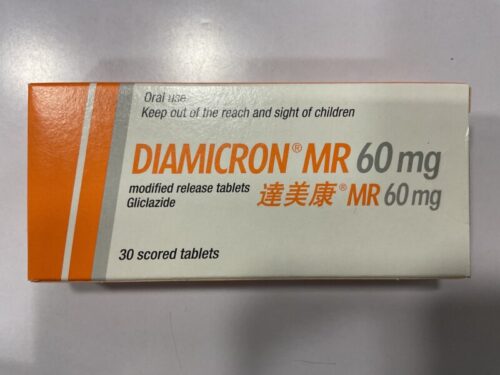 Oral use
Keep out of the reach and sight of children
DIAMICRON® MR 60 mg
modified release tablets
Gliclazide
達美康® MR 60 mg
30 scored tablets